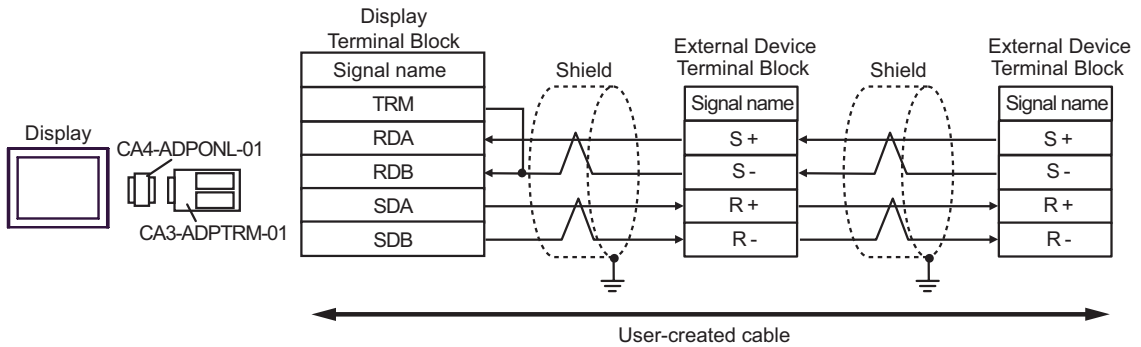 Display
Terminal Block
External Device
Terminal Block
External Device
Terminal Block
Signal name
Shield
Shield
Signal name
Signal name
TRM
Display
RDA
S +
S +
CA4-ADPONL-01
RDB
S -
S -
SDA
R +
R +
CA3-ADPTRM-01
SDB
R -
R -
User-created cable